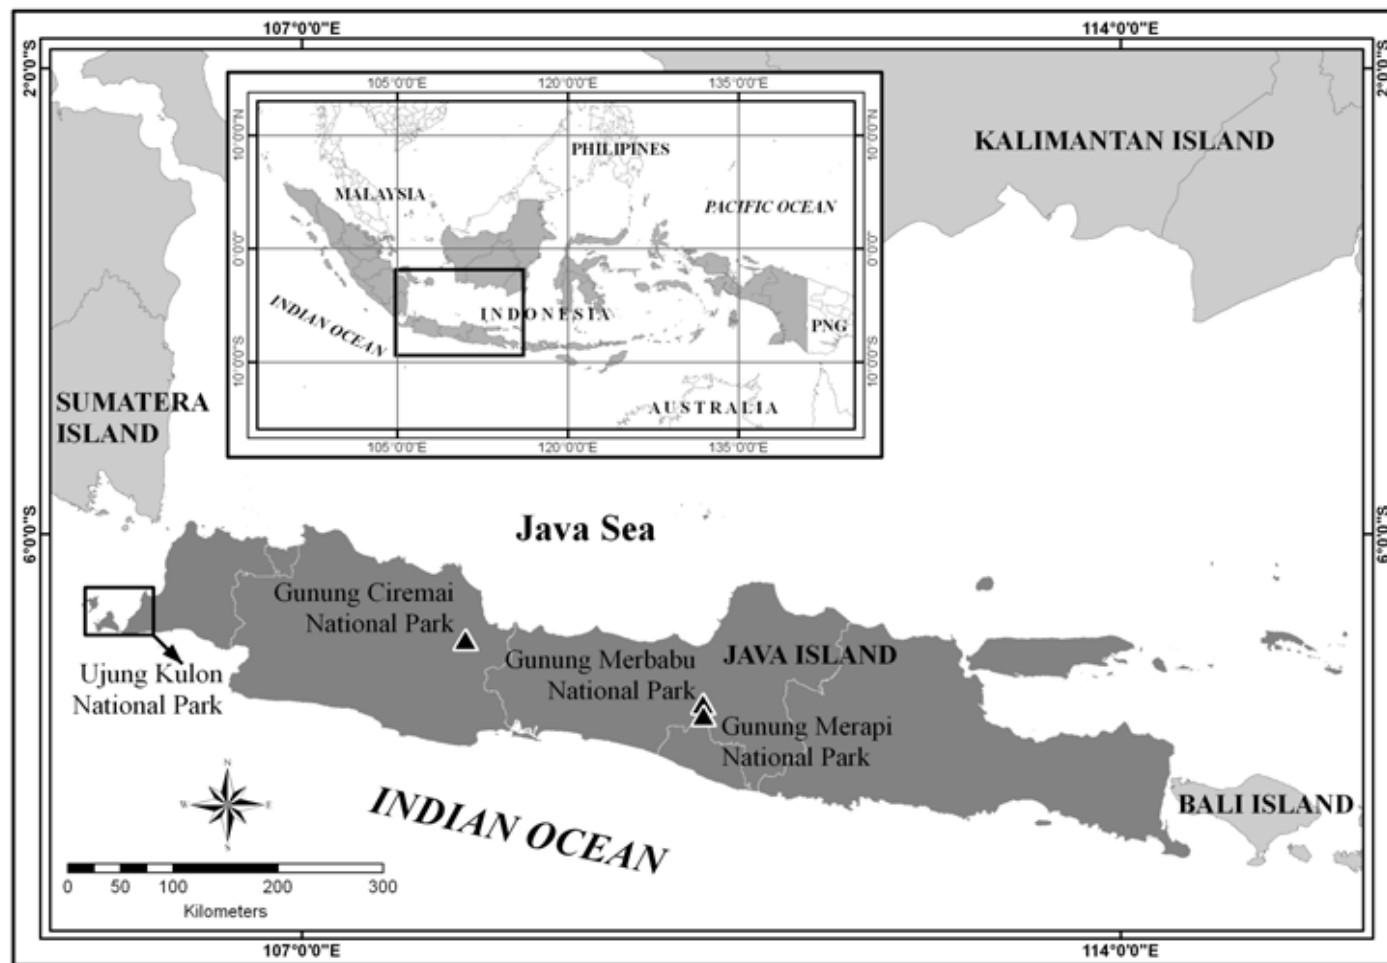 107°0'0"E
114°0'0"E
2°0'0"S
2°0'0"S
105°0'0"E
120°0'0"E
135°0'0"E
10°0'0"N
10°0'0"N
PHILIPINES
KALIMANTAN ISLAND
MALAYSIA
PACIFIC OCEAN
0°0'0"
0°0'0"
INDIAN OCEAN
INDONESIA
PNG
10°0'0"S
10°0'0"S
AUSTRALIA
105°0'0"E
120°0'0"E
135°0'0"E
SUMATERA
ISLAND
Java Sea
6°0'0"S
6°0'0"S
Gunung Ciremai
National Park
Gunung Merbabu
National Park
JAVA ISLAND
Ujung Kulon
National Park
Gunung Merapi
National Park
N
W
E
S
INDIAN OCEAN
BALI ISLAND
0 50 100 200 300
Kilometers
107°0'0"E
114°0'0"E